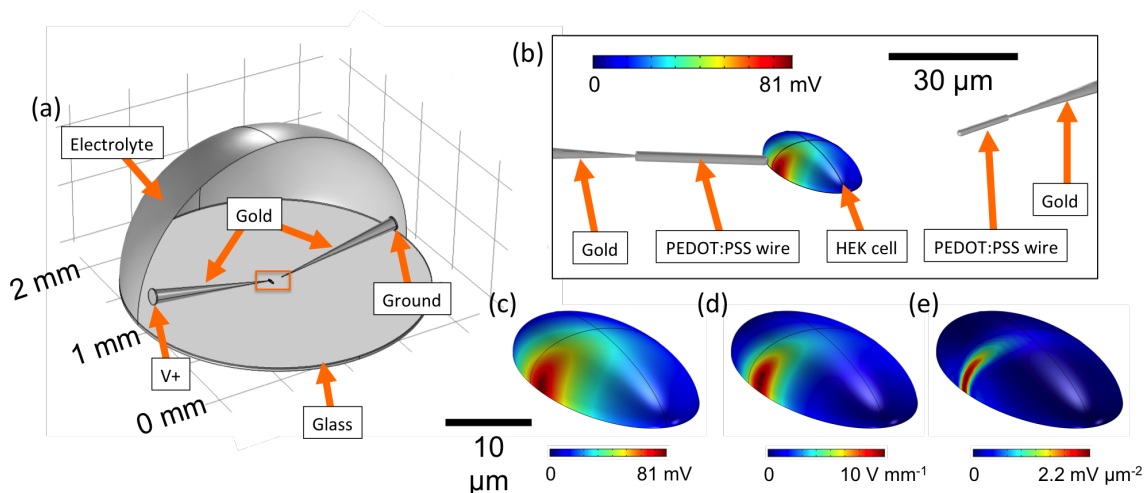 (a)
Electrolyte
Gold
Ground
V+
Glass
2 mm
1 mm
0 mm
(b)
0
81 mV
30 µm
Gold
PEDOT:PSS wire
HEK cell
PEDOT:PSS wire
Gold
(c)
(d)
(e)
10
µm
0
81 mV
0
10 V mm⁻¹
0
2.2 mV µm⁻²